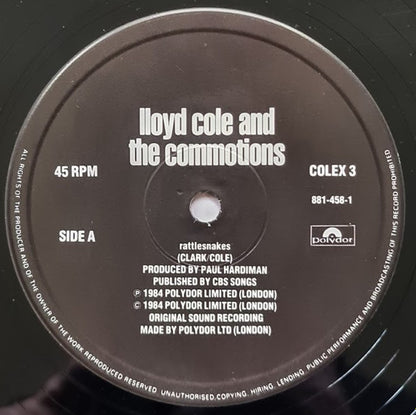 lloyd cole and
the commotions
45 RPM
COLEX 3
881-458-1
SIDE A
Polydor
rattlesnakes
(CLARK/COLE)
PRODUCED BY PAUL HARDIMAN
PUBLISHED BY CBS SONGS
℗ 1984 POLYDOR LIMITED (LONDON)
© 1984 POLYDOR LIMITED (LONDON)
ORIGINAL SOUND RECORDING
MADE BY POLYDOR LTD (LONDON)
ALL RIGHTS OF THE PRODUCER AND OF THE OWNER OF THE WORK REPRODUCED RESERVED UNAUTHORISED COPYING, HIRING, LENDING, PUBLIC PERFORMANCE AND BROADCASTING OF THIS RECORD PROHIBITED